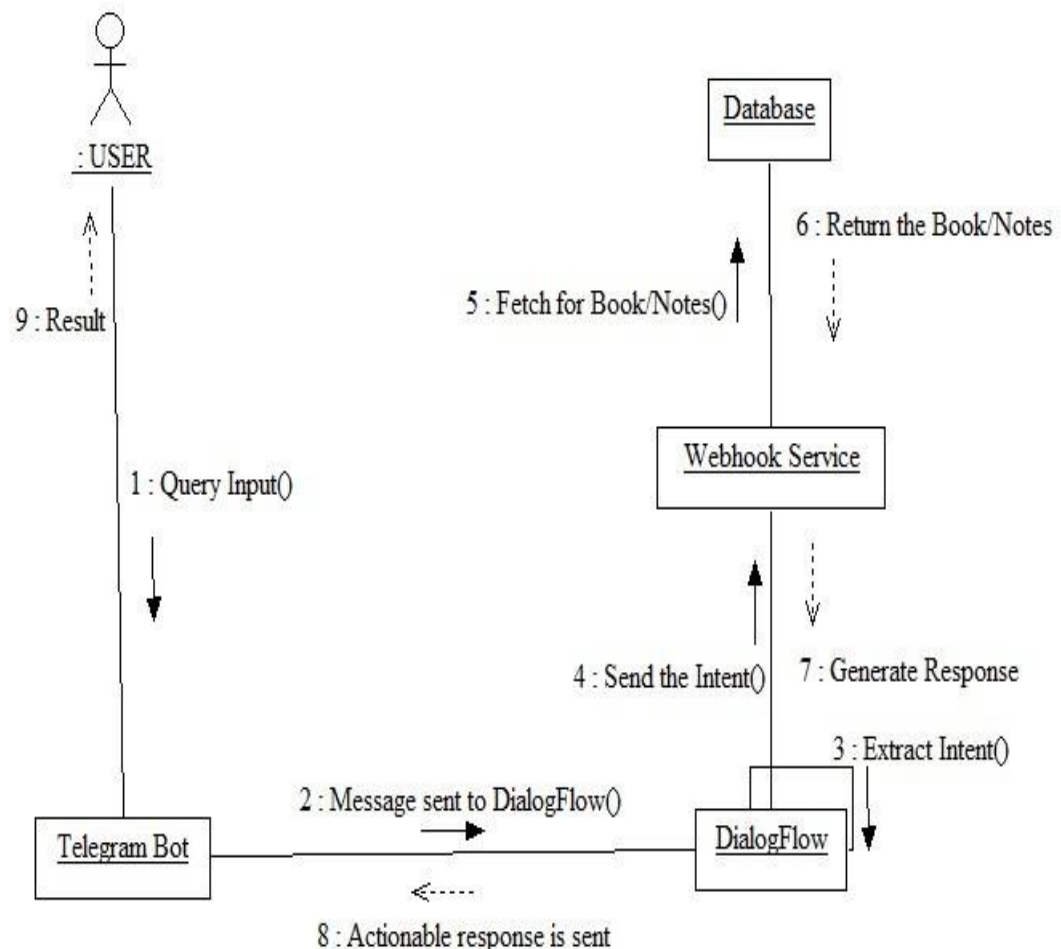 : USER
Database
6 : Return the Book/Notes
5 : Fetch for Book/Notes()
9 : Result
Webhook Service
1 : Query Input()
4 : Send the Intent()
7 : Generate Response
3 : Extract Intent()
2 : Message sent to DialogFlow()
Telegram Bot
DialogFlow
8 : Actionable response is sent